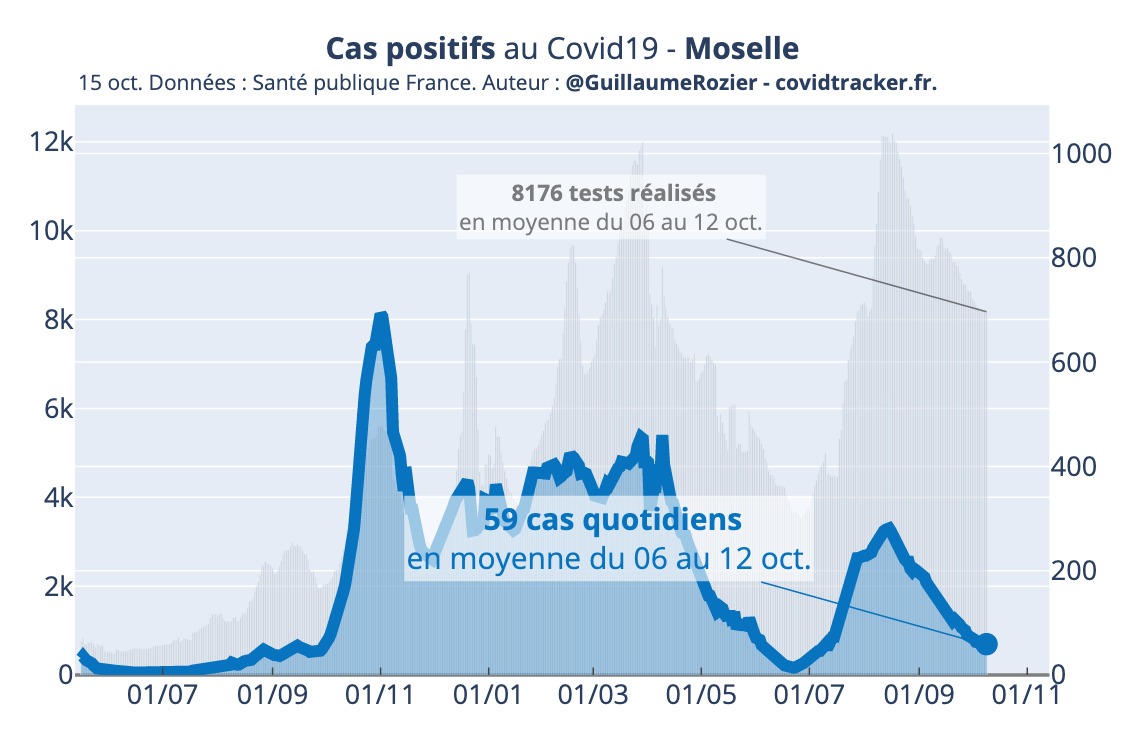 Cas positifs au Covid19 - Moselle
15 oct. Données : Santé publique France. Auteur : @GuillaumeRozier - covidtracker.fr.
12k
1000
8176 tests réalisés
en moyenne du 06 au 12 oct.
10k
800
8k
600
6k
400
4k
59 cas quotidiens
en moyenne du 06 au 12 oct.
200
2k
0
0
01/07
01/09
01/11
01/01
01/03
01/05
01/07
01/09
01/11